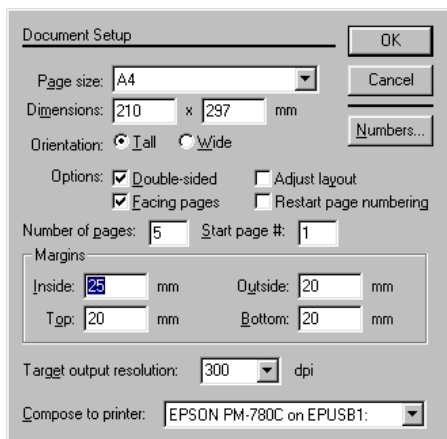 Document Setup
OK
Page size: A4
Cancel
Dimensions: 210 x 297 mm
Numbers...
Orientation: Tall Wide
Options: Double-sided Adjust layout
Facing pages Restart page numbering
Number of pages: 5 Start page #: 1
Margins
Inside: 25 mm Outside: 20 mm
Top: 20 mm Bottom: 20 mm
Target output resolution: 300 dpi
Compose to printer: EPSON PM-780C on EPUSB1: